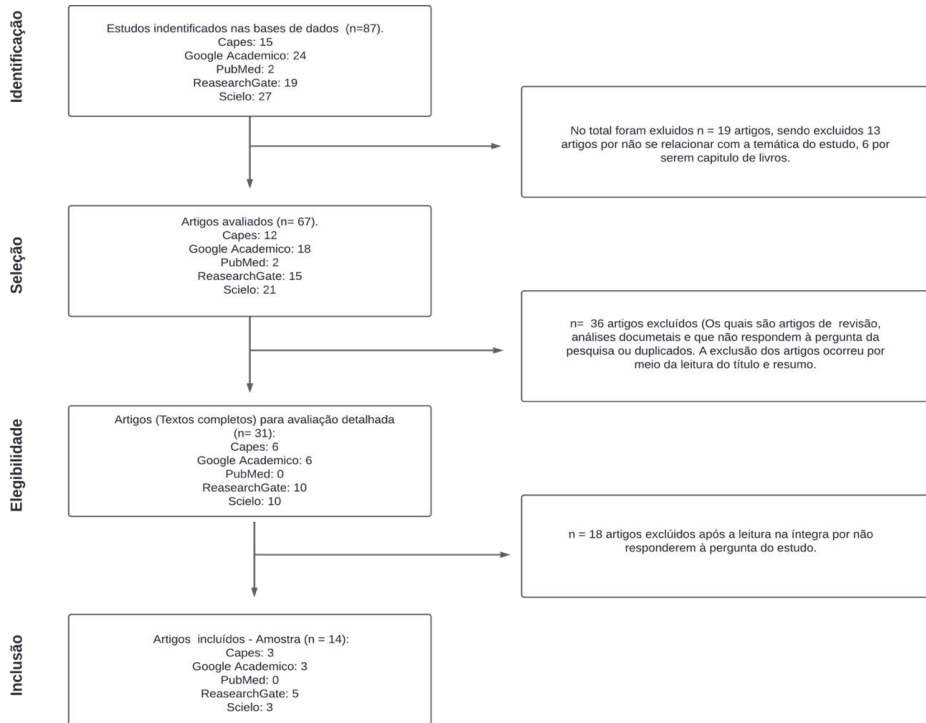 Identificação
Estudos indentificados nas bases de dados (n=87).
Capes: 15
Google Academico: 24
PubMed: 2
ReasearchGate: 19
Scielo: 27
No total foram exluidos n = 19 artigos, sendo excluidos 13
artigos por não se relacionar com a temática do estudo, 6 por
serem capitulo de livros.
Seleção
Artigos avaliados (n= 67).
Capes: 12
Google Academico: 18
PubMed: 2
ReasearchGate: 15
Scielo: 21
n= 36 artigos excluídos (Os quais são artigos de revisão,
análises documetais e que não respondem à pergunta da
pesquisa ou duplicados. A exclusão dos artigos ocorreu por
meio da leitura do título e resumo.
Elegibilidade
Artigos (Textos completos) para avaliação detalhada
(n= 31):
Capes: 6
Google Academico: 6
PubMed: 0
ReasearchGate: 10
Scielo: 10
n = 18 artigos exclúidos após a leitura na íntegra por não
responderem à pergunta do estudo.
Inclusão
Artigos incluídos - Amostra (n = 14):
Capes: 3
Google Academico: 3
PubMed: 0
ReasearchGate: 5
Scielo: 3